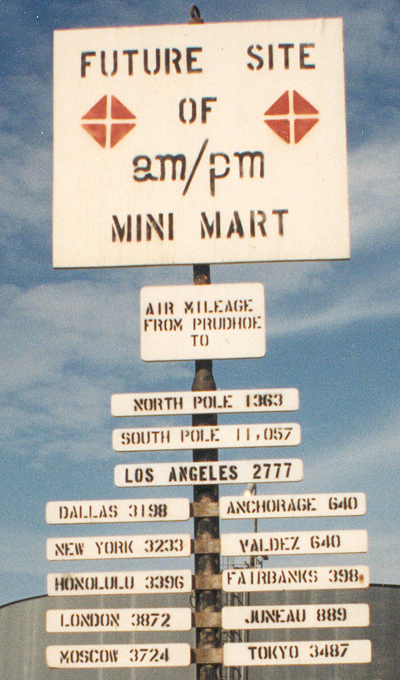 FUTURE SITE
OF
am/pm
MINI MART
AIR MILEAGE
FROM PRUDHOE
TO
NORTH POLE 1363
SOUTH POLE 11,057
LOS ANGELES 2777
DALLAS 3198
ANCHORAGE 640
NEW YORK 3233
VALDEZ 640
HONOLULU 3396
FAIRBANKS 398
LONDON 3872
JUNEAU 889
MOSCOW 3724
TOKYO 3487